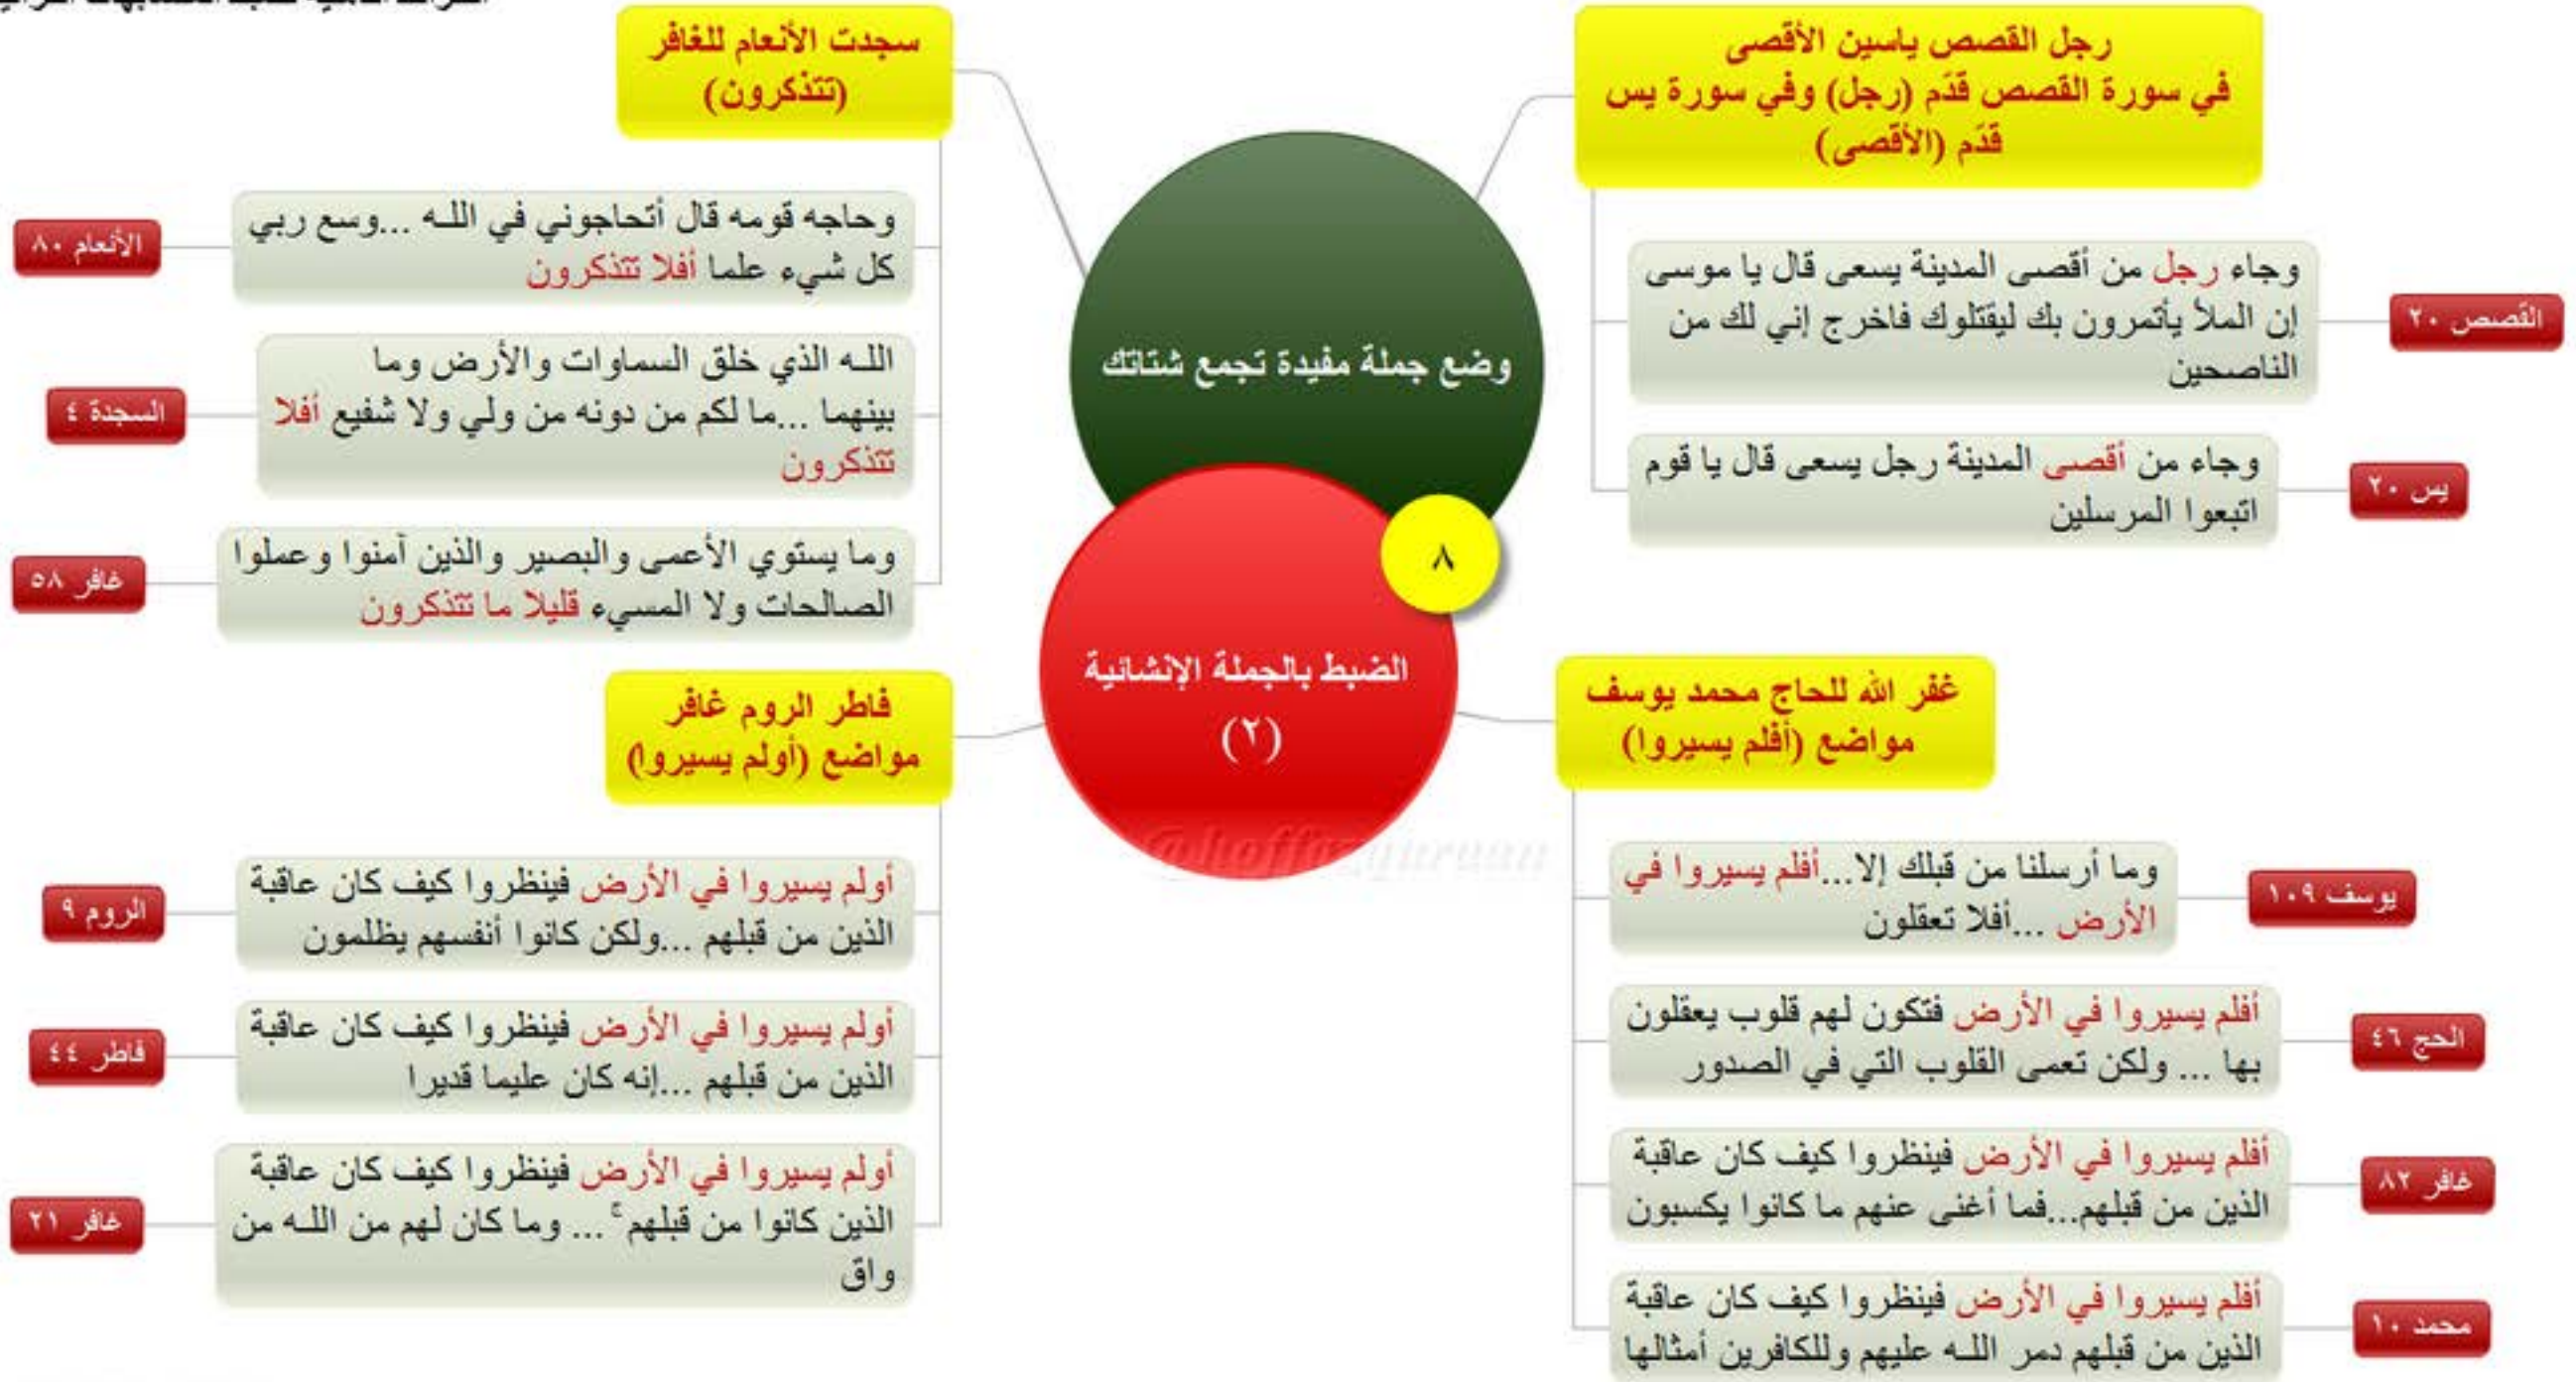 وضع جملة مفيدة تجمع شتاتك
٨
الضبط بالجملة الإنشائية
(٢)
رجل القصص ياسين الأقصى
في سورة القصص قدّم (رجل) وفي سورة يس
قدّم (الأقصى)
وجاء رجل من أقصى المدينة يسعى قال يا موسى
إن الملأ يأتمرون بك ليقتلوك فاخرج إني لك من
الناصحين
القصص ٢٠
وجاء من أقصى المدينة رجل يسعى قال يا قوم
اتبعوا المرسلين
يس ٢٠
غفر الله للحاج محمد يوسف
مواضع (أفلم يسيروا)
وما أرسلنا من قبلك إلا...أفلم يسيروا في
الأرض ...أفلا تعقلون
يوسف ١٠٩
أفلم يسيروا في الأرض فتكون لهم قلوب يعقلون
بها ... ولكن تعمى القلوب التي في الصدور
الحج ٤٦
أفلم يسيروا في الأرض فينظروا كيف كان عاقبة
الذين من قبلهم...فما أغنى عنهم ما كانوا يكسبون
غافر ٨٢
أفلم يسيروا في الأرض فينظروا كيف كان عاقبة
الذين من قبلهم دمر اللـه عليهم وللكافرين أمثالها
محمد ١٠
سجدت الأنعام للغافر
(تتذكرون)
وحاجه قومه قال أتحاجوني في اللـه ...وسع ربي
كل شيء علما أفلا تتذكرون
الأنعام ٨٠
اللـه الذي خلق السماوات والأرض وما
بينهما ...ما لكم من دونه من ولي ولا شفيع أفلا
تتذكرون
السجدة ٤
وما يستوي الأعمى والبصير والذين آمنوا وعملوا
الصالحات ولا المسيء قليلا ما تتذكرون
غافر ٥٨
فاطر الروم غافر
مواضع (أولم يسيروا)
أولم يسيروا في الأرض فينظروا كيف كان عاقبة
الذين من قبلهم ...ولكن كانوا أنفسهم يظلمون
الروم ٩
أولم يسيروا في الأرض فينظروا كيف كان عاقبة
الذين من قبلهم ...إنه كان عليما قديرا
فاطر ٤٤
أولم يسيروا في الأرض فينظروا كيف كان عاقبة
الذين كانوا من قبلهم ۚ ... وما كان لهم من اللـه من
واق
غافر ٢١
@hoffazquraan